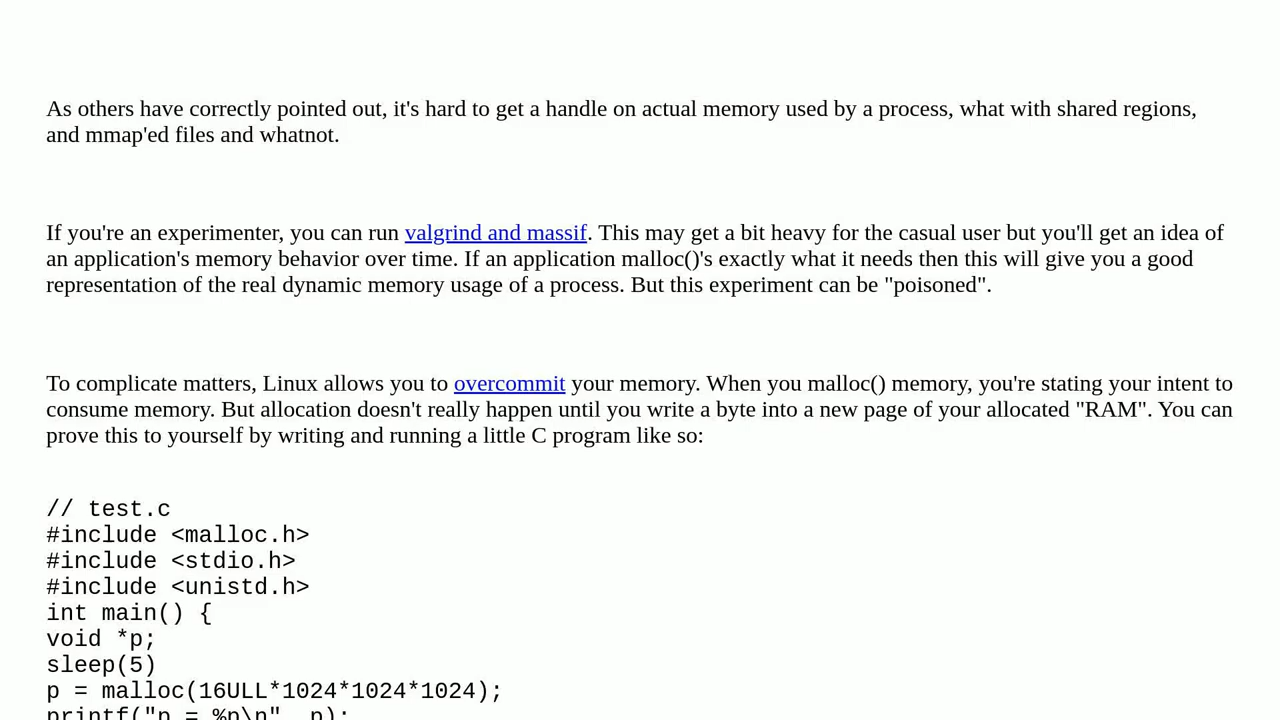 As others have correctly pointed out, it's hard to get a handle on actual memory used by a process, what with shared regions,
and mmap'ed files and whatnot.
If you're an experimenter, you can run valgrind and massif. This may get a bit heavy for the casual user but you'll get an idea of
an application's memory behavior over time. If an application malloc()'s exactly what it needs then this will give you a good
representation of the real dynamic memory usage of a process. But this experiment can be "poisoned".
To complicate matters, Linux allows you to overcommit your memory. When you malloc() memory, you're stating your intent to
consume memory. But allocation doesn't really happen until you write a byte into a new page of your allocated "RAM". You can
prove this to yourself by writing and running a little C program like so:
// test.c
#include <malloc.h>
#include <stdio.h>
#include <unistd.h>
int main() {
void *p;
sleep(5)
p = malloc(16ULL*1024*1024*1024);
printf("p = %p\n", p);